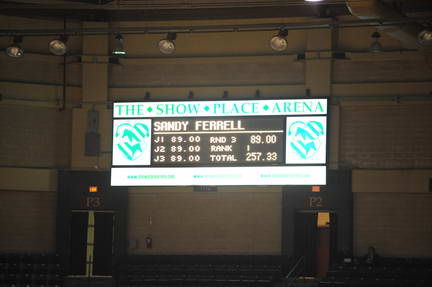 THE • SHOW • PLACE • ARENA
SANDY FERRELL
J1 89.00 RND 3 89.00
J2 89.00 RANK 1
J3 89.00 TOTAL 257.33
P3
P2